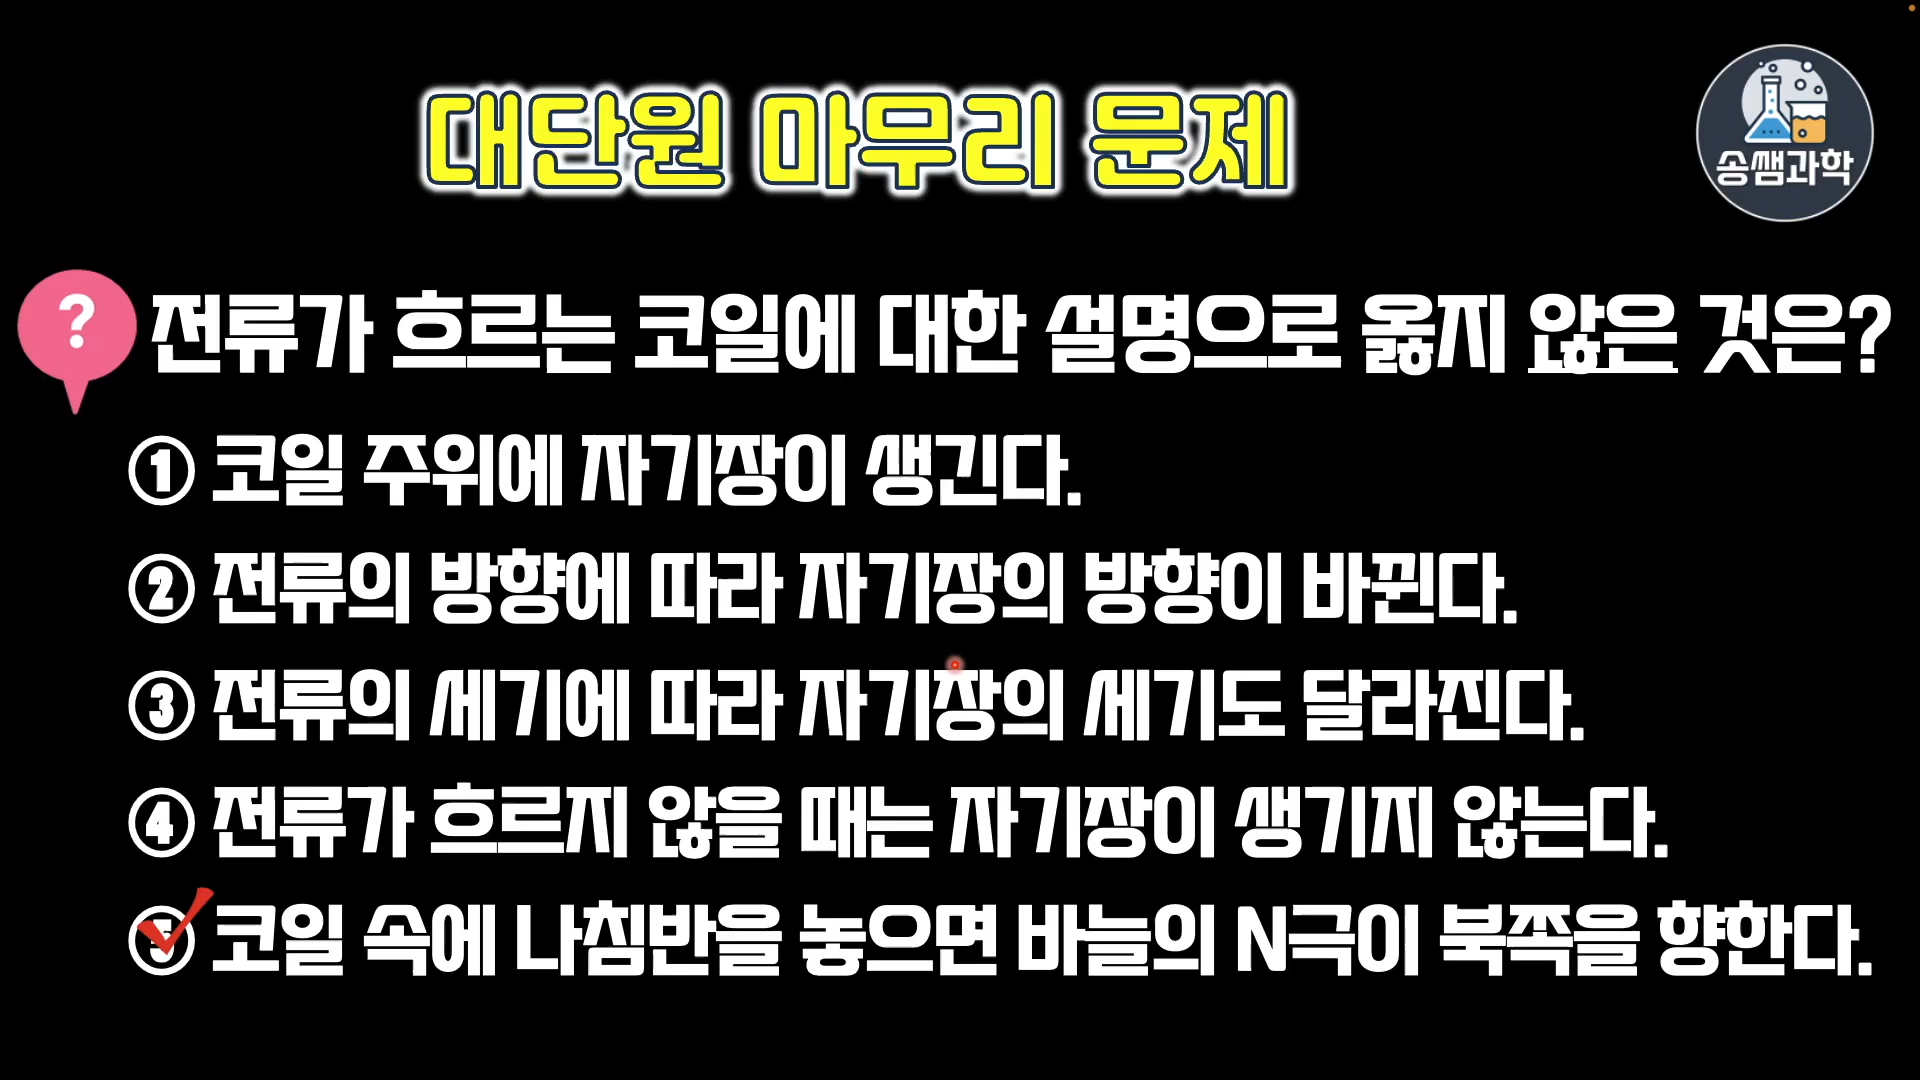 대단원 마무리 문제
송쌤과학
? 전류가 흐르는 코일에 대한 설명으로 옳지 않은 것은?
① 코일 주위에 자기장이 생긴다.
② 전류의 방향에 따라 자기장의 방향이 바뀐다.
③ 전류의 세기에 따라 자기장의 세기도 달라진다.
④ 전류가 흐르지 않을 때는 자기장이 생기지 않는다.
⑤ 코일 속에 나침반을 놓으면 바늘의 N극이 북쪽을 향한다.